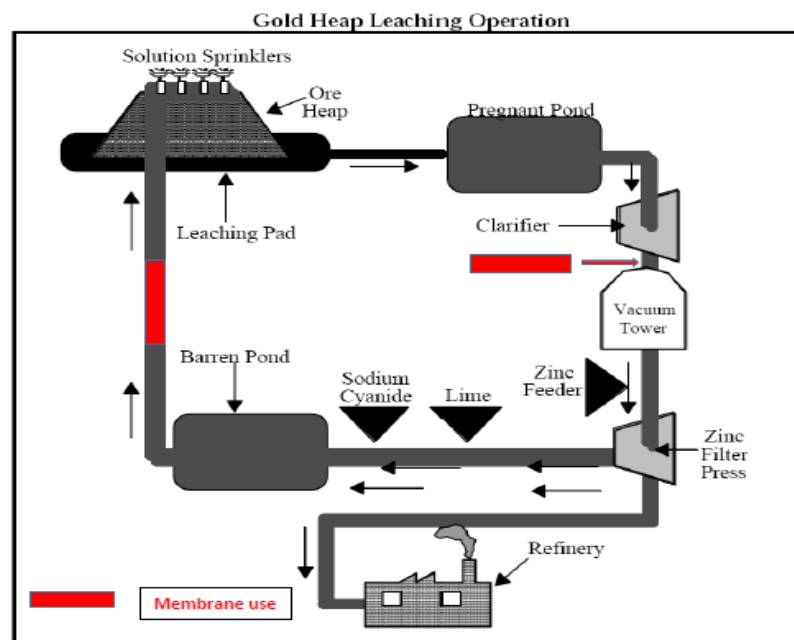 Gold Heap Leaching Operation
Solution Sprinklers
Ore
Heap
Pregnant Pond
Leaching Pad
Clarifier
Vacuum
Tower
Barren Pond
Sodium
Cyanide
Lime
Zinc
Feeder
Zinc
Filter
Press
Refinery
Membrane use